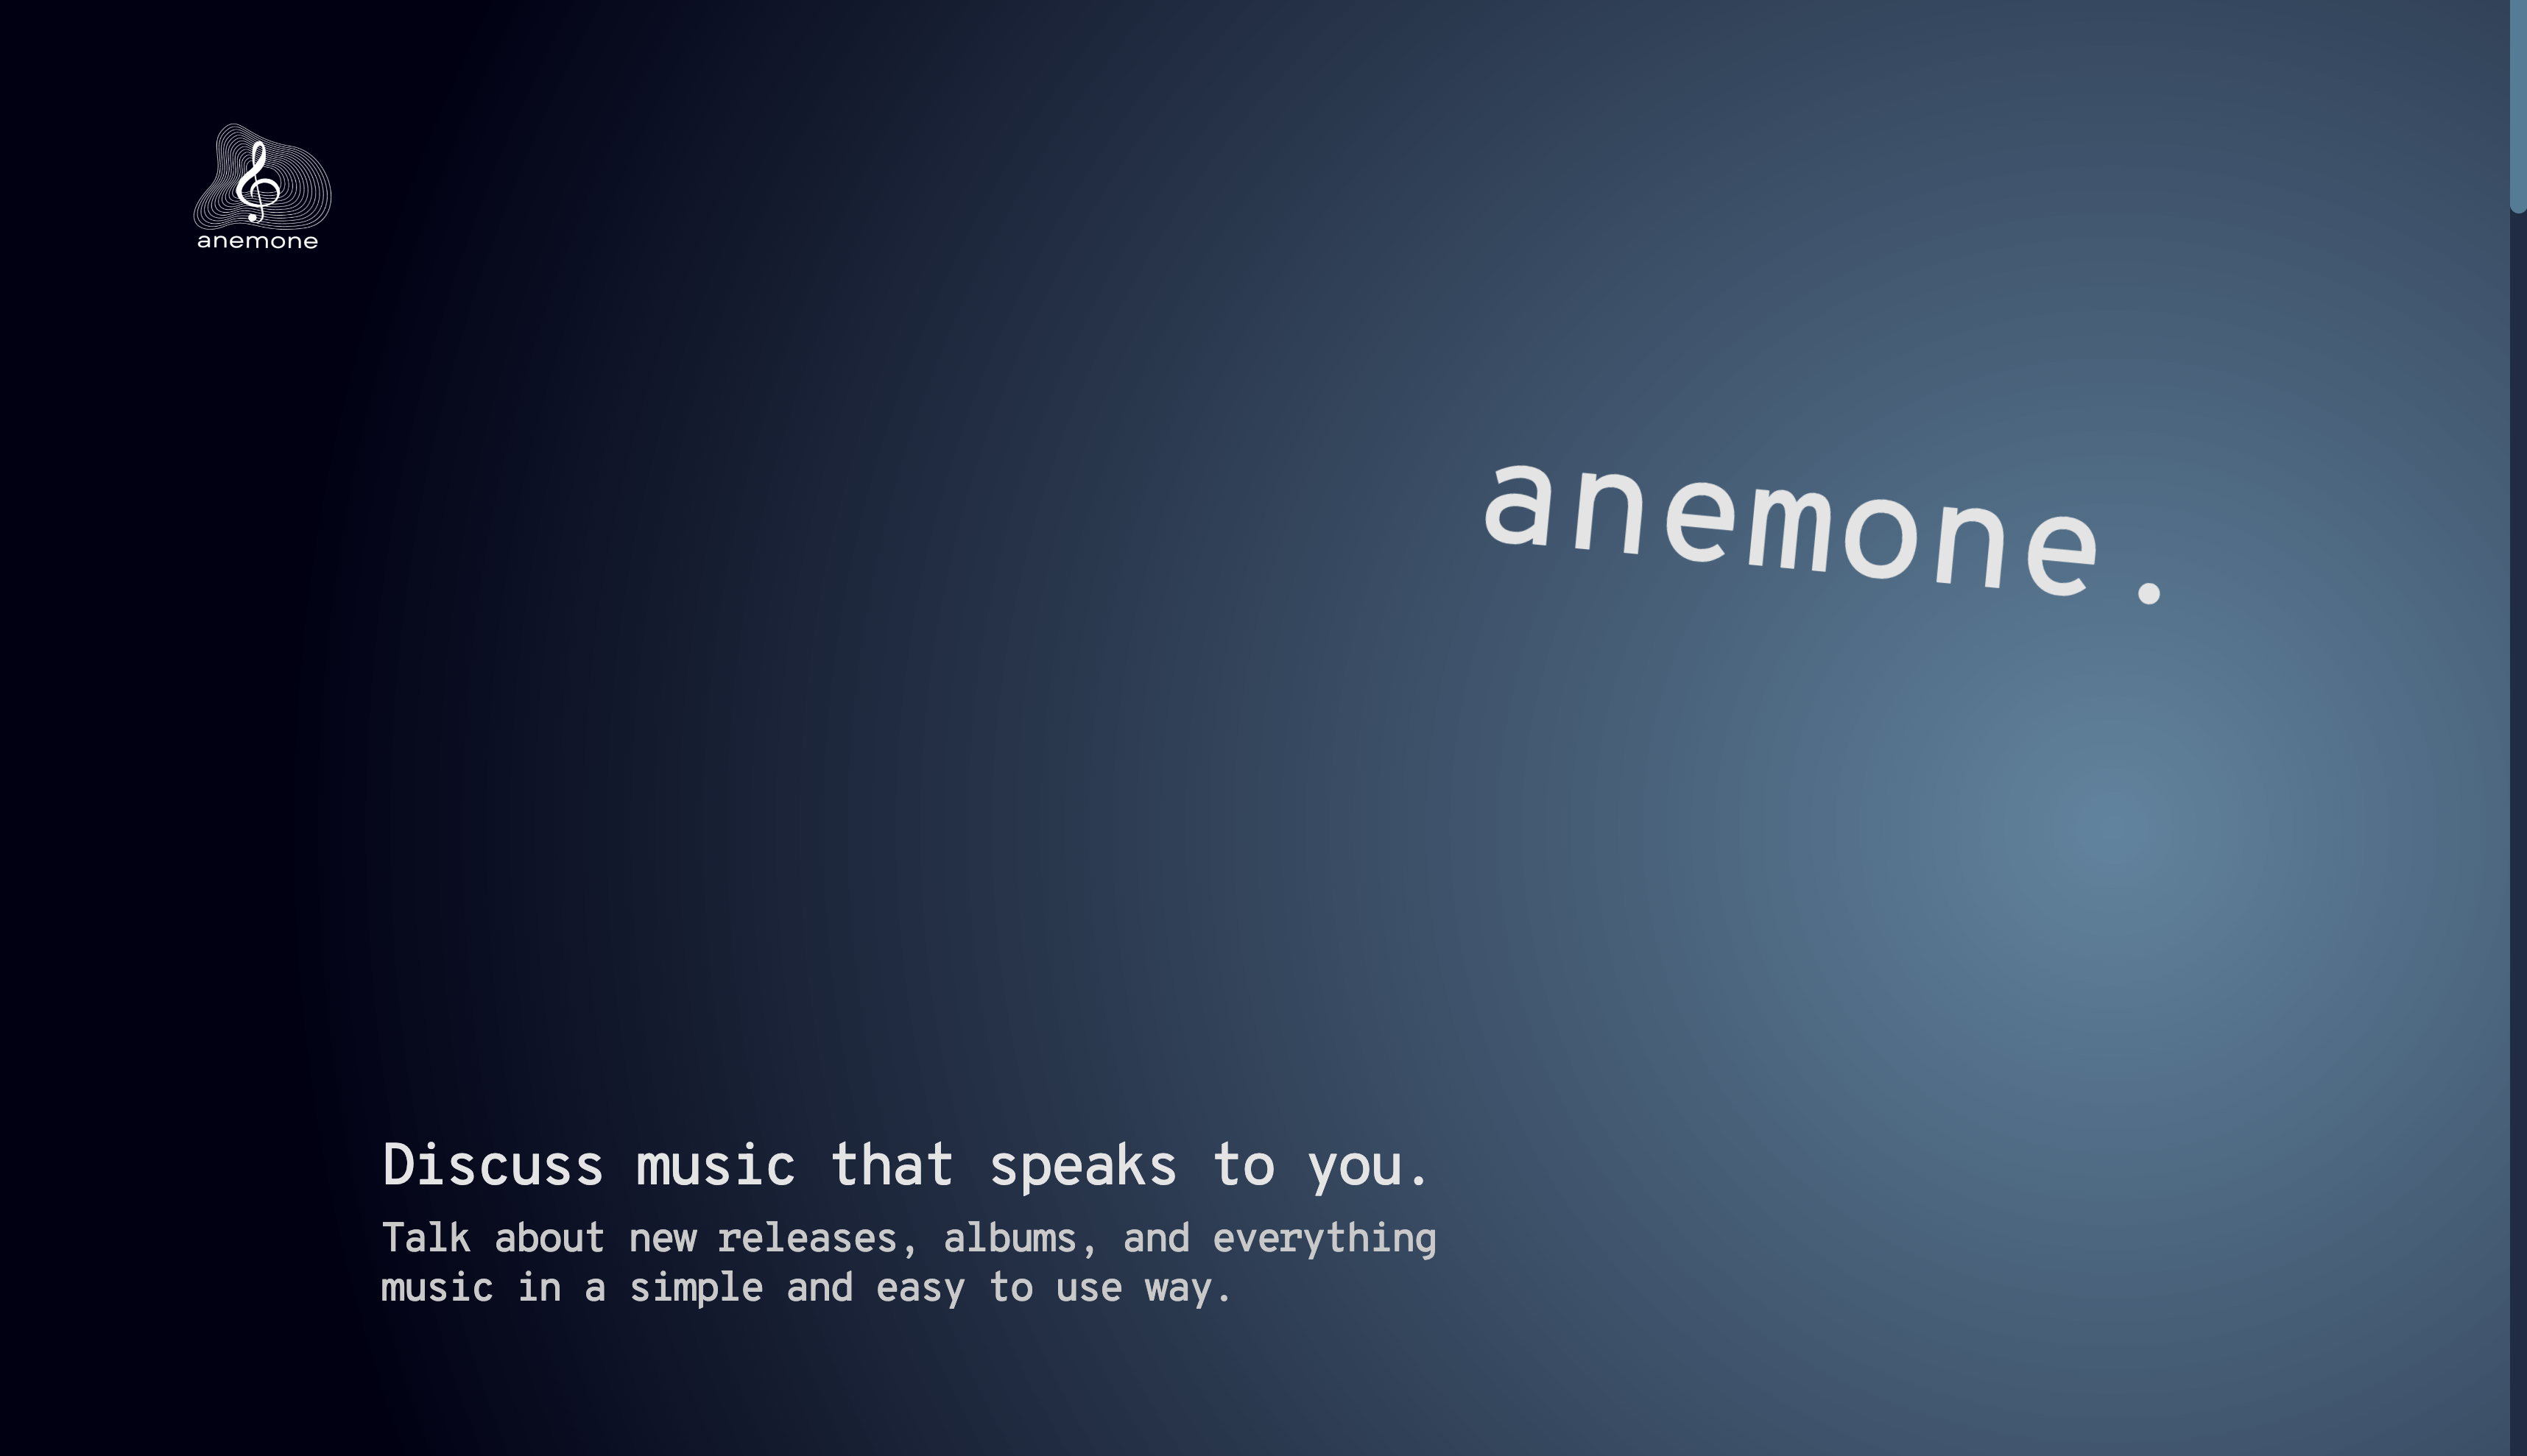 anemone
anemone.
Discuss music that speaks to you.
Talk about new releases, albums, and everything
music in a simple and easy to use way.